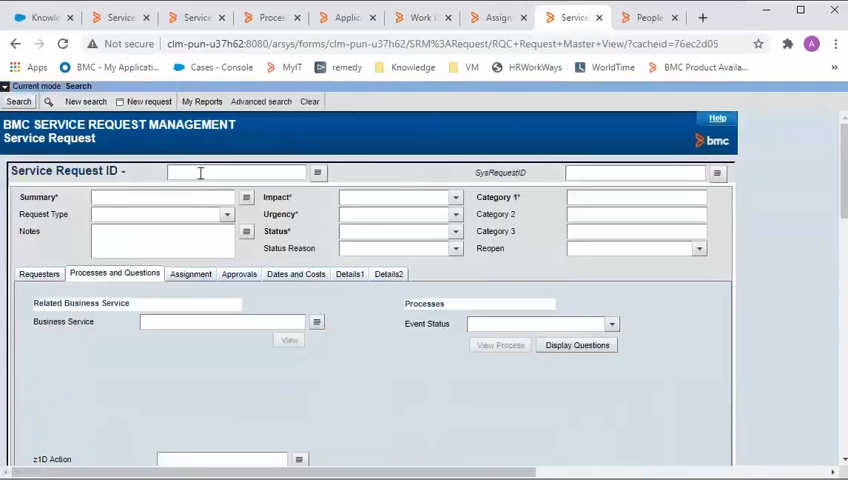 Knowle
Service
Service
Proces
Applica
Work I
Assign
Service
People
Not secure
clm-pun-u37h62:8080/arsys/forms/clm-pun-u37h62/SRM%3ARequest/RQC+Request+Master+View/?cacheid=76ec2d05
A
Apps
BMC - My Applicati...
Cases - Console
MyIT
remedy
Knowledge
VM
HRWorkWays
WorldTime
BMC Product Availa...
Current mode Search
Search
New search
New request
My Reports
Advanced search
Clear
BMC SERVICE REQUEST MANAGEMENT
Help
Service Request
bmc
Service Request ID -
SysRequestID
Summary*
Impact*
Category 1*
Request Type
Urgency*
Category 2
Notes
Status*
Category 3
Status Reason
Reopen
Requesters
Processes and Questions
Assignment
Approvals
Dates and Costs
Details1
Details2
Related Business Service
Processes
Business Service
Event Status
View
View Process
Display Questions
z1D Action